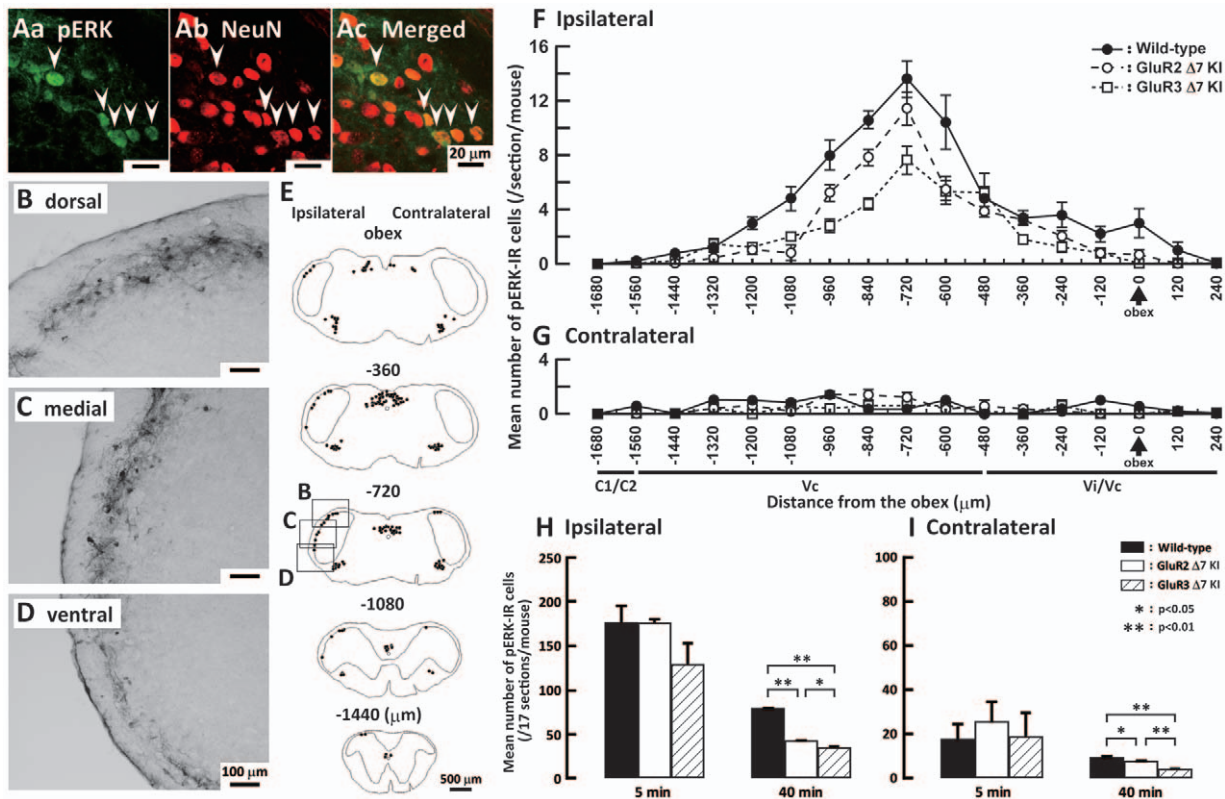 Aa pERK
Ab NeuN
Ac Merged
20 μm
B dorsal
C medial
D ventral
100 μm
E
Ipsilateral Contralateral
obex
-360
-720
B
C
D
-1080
-1440 (μm)
500 μm
F Ipsilateral
: Wild-type
: GluR2 Δ7 KI
: GluR3 Δ7 KI
16
12
8
4
0
-1680 -1560 -1440 -1320 -1200 -1080 -960 -840 -720 -600 -480 -360 -240 -120 0 120 240
obex
Mean number of pERK-IR cells (/section/mouse)
G Contralateral
4
0
-1680 -1560 -1440 -1320 -1200 -1080 -960 -840 -720 -600 -480 -360 -240 -120 0 120 240
obex
C1/C2 Vc Vi/Vc
Distance from the obex (μm)
H Ipsilateral
Mean number of pERK-IR cells
(/17 sections/mouse)
250
200
150
100
50
0
**
** *
5 min 40 min
I Contralateral
100
80
60
40
20
0
: Wild-type
: GluR2 Δ7 KI
: GluR3 Δ7 KI
* : p<0.05
** : p<0.01
**
* **
5 min 40 min